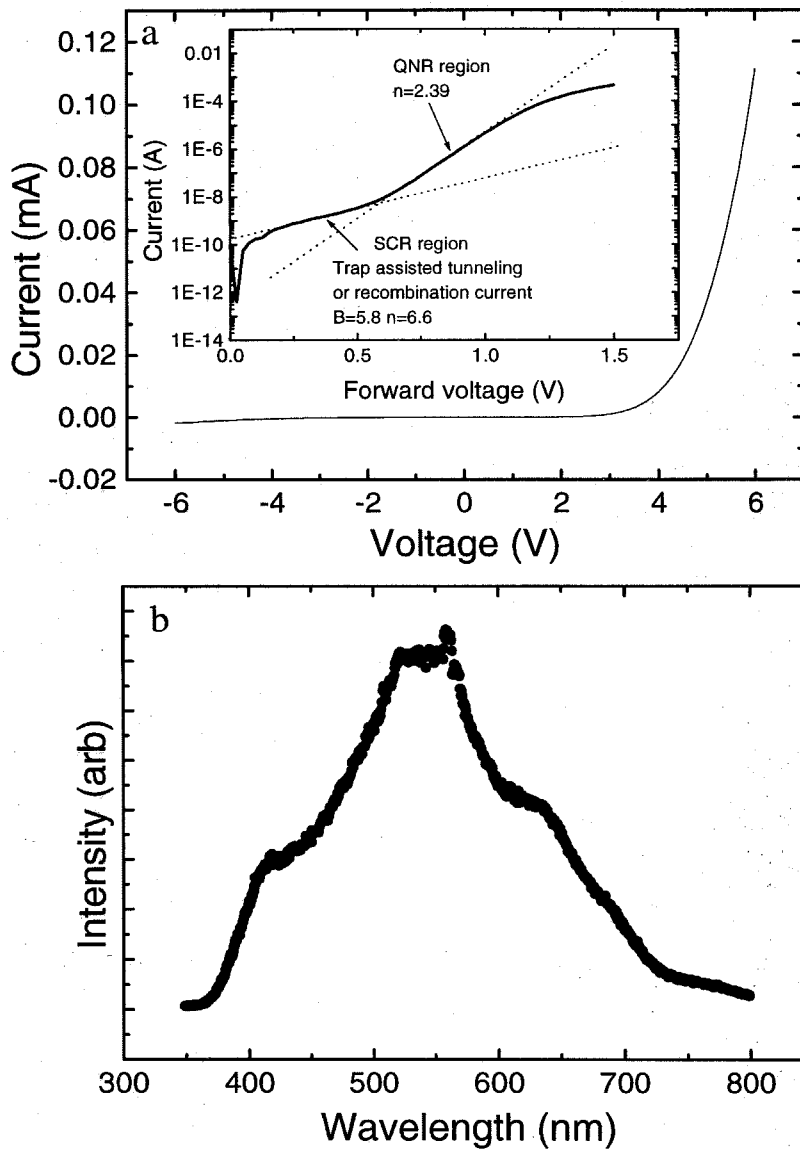 a
0.12
0.10
0.08
0.06
0.04
0.02
0.00
-0.02
Current (mA)
0.01
1E-4
1E-6
1E-8
1E-10
1E-12
1E-14
Current (A)
QNR region
n=2.39
SCR region
Trap assisted tunneling
or recombination current
B=5.8 n=6.6
0.0 0.5 1.0 1.5
Forward voltage (V)
-6 -4 -2 0 2 4 6
Voltage (V)
b
Intensity (arb)
300 400 500 600 700 800
Wavelength (nm)